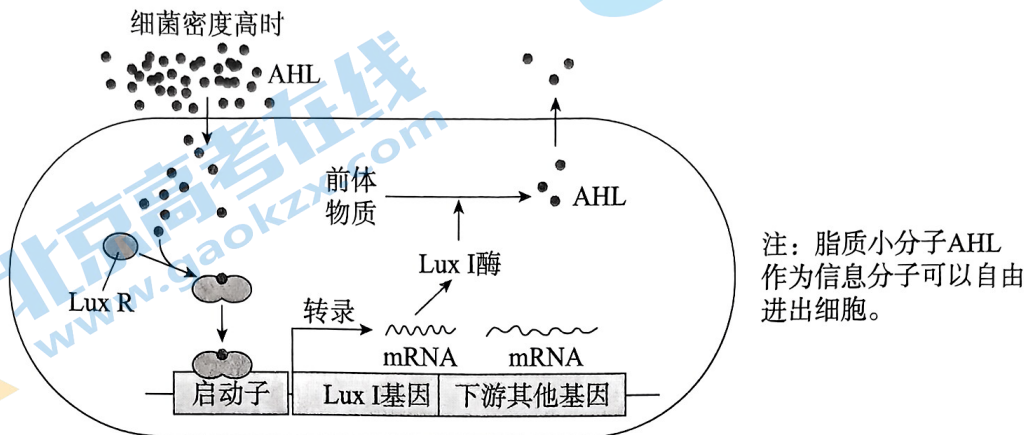 细菌密度高时
AHL
前体
物质
AHL
Lux I酶
Lux R
转录
mRNA
mRNA
启动子
Lux I基因
下游其他基因
注：脂质小分子AHL
作为信息分子可以自由
进出细胞。
北京高考在线
www.gaokzx.com